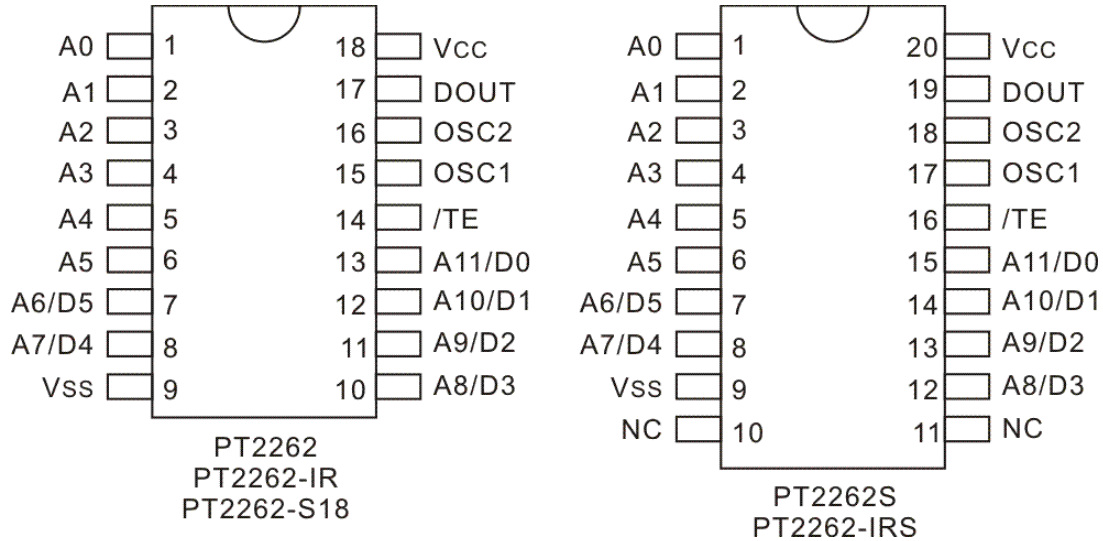 A0 1 18 Vcc
A1 2 17 DOUT
A2 3 16 OSC2
A3 4 15 OSC1
A4 5 14 /TE
A5 6 13 A11/D0
A6/D5 7 12 A10/D1
A7/D4 8 11 A9/D2
Vss 9 10 A8/D3
PT2262
PT2262-IR
PT2262-S18
A0 1 20 Vcc
A1 2 19 DOUT
A2 3 18 OSC2
A3 4 17 OSC1
A4 5 16 /TE
A5 6 15 A11/D0
A6/D5 7 14 A10/D1
A7/D4 8 13 A9/D2
Vss 9 12 A8/D3
NC 10 11 NC
PT2262S
PT2262-IRS